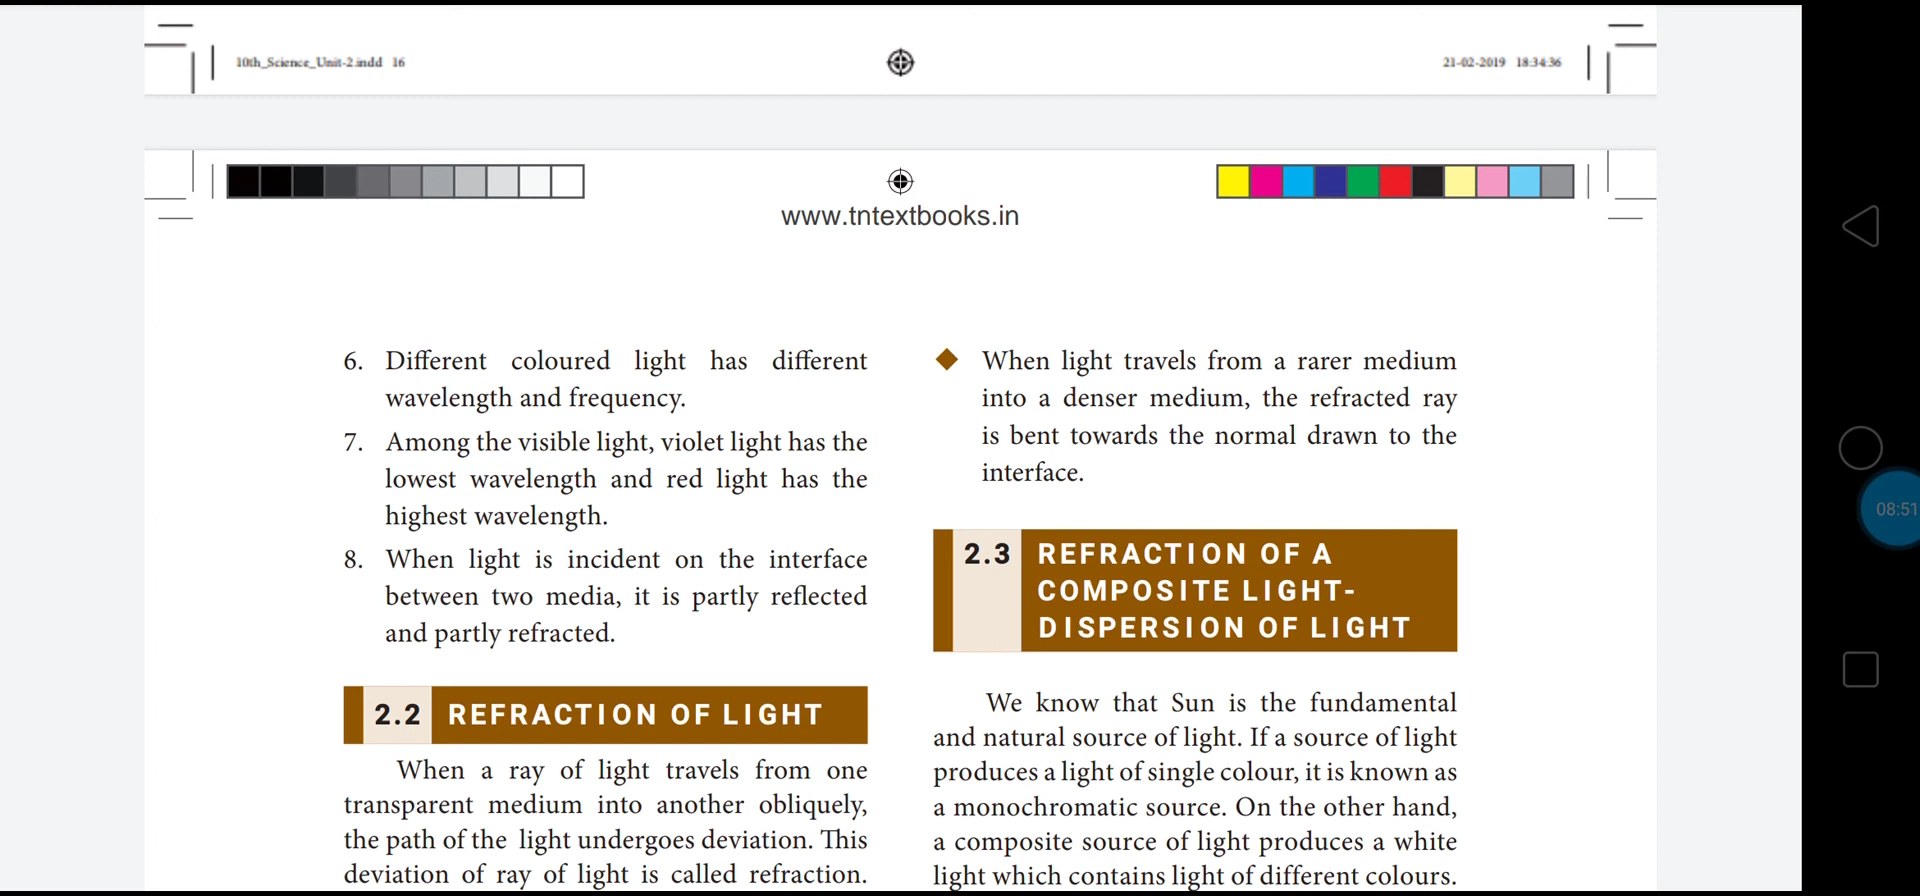 10th_Science_Unit-2.indd 16
21-02-2019 18:34:36
www.tntextbooks.in
6. Different coloured light has different
wavelength and frequency.
7. Among the visible light, violet light has the
lowest wavelength and red light has the
highest wavelength.
8. When light is incident on the interface
between two media, it is partly reflected
and partly refracted.
2.2 REFRACTION OF LIGHT
When a ray of light travels from one
transparent medium into another obliquely,
the path of the light undergoes deviation. This
deviation of ray of light is called refraction.
◆ When light travels from a rarer medium
into a denser medium, the refracted ray
is bent towards the normal drawn to the
interface.
2.3 REFRACTION OF A
COMPOSITE LIGHT-
DISPERSION OF LIGHT
We know that Sun is the fundamental
and natural source of light. If a source of light
produces a light of single colour, it is known as
a monochromatic source. On the other hand,
a composite source of light produces a white
light which contains light of different colours.
08:51